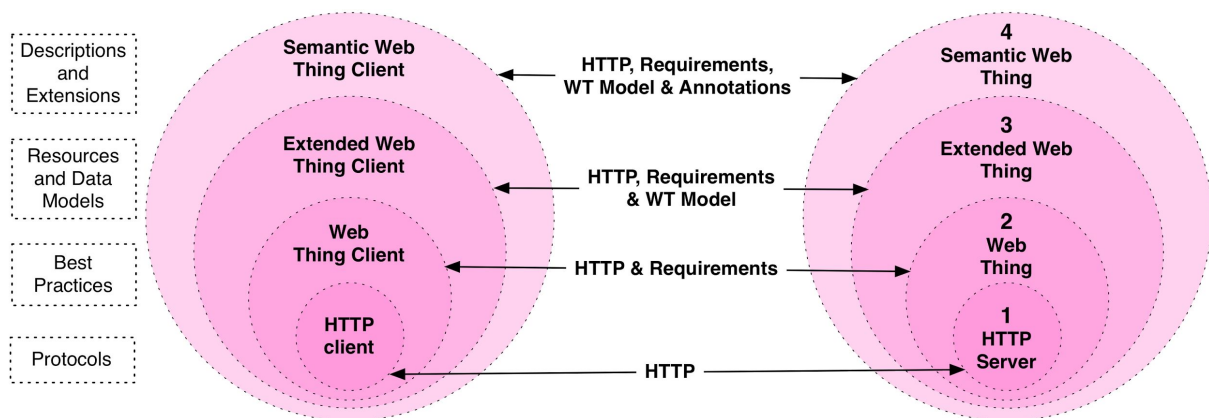 Descriptions
and
Extensions
Resources
and Data
Models
Best
Practices
Protocols
Semantic Web
Thing Client
Extended Web
Thing Client
Web
Thing Client
HTTP
client
HTTP, Requirements,
WT Model & Annotations
HTTP, Requirements
& WT Model
HTTP & Requirements
HTTP
4
Semantic Web
Thing
3
Extended Web
Thing
2
Web
Thing
1
HTTP
Server